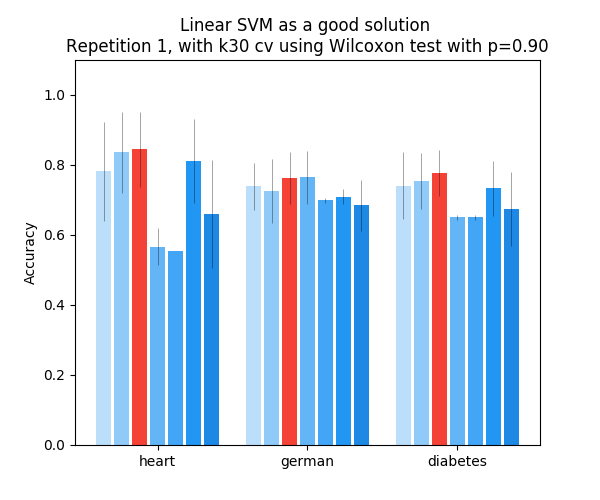 Linear SVM as a good solution
Repetition 1, with k30 cv using Wilcoxon test with p=0.90
1.0
0.8
0.6
0.4
0.2
0.0
Accuracy
heart
german
diabetes